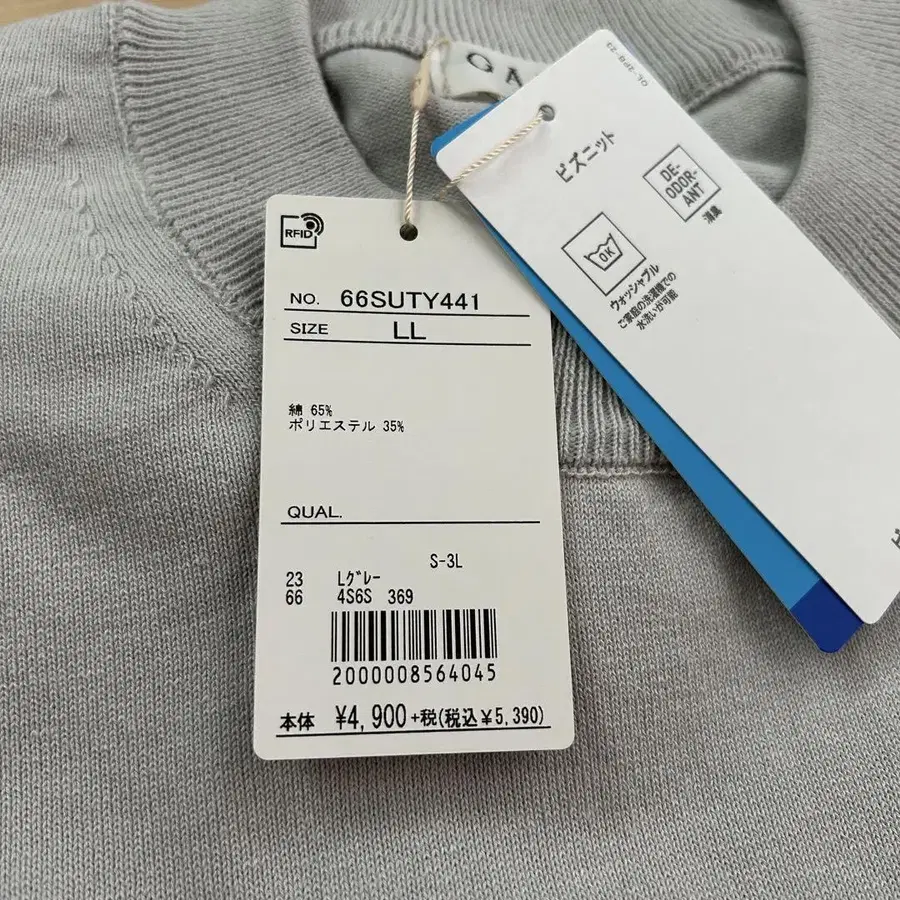 RFID
NO. 66SUTY441
SIZE LL
綿 65%
ポリエステル 35%
QUAL.
S-3L
23 Lグレー
66 4S6S 369
2000008564045
本体 ¥4,900+税(税込¥5,390)
ビズニット
DE-
ODOR-
ANT
消臭
OK
ウォッシャブル
ご家庭の洗濯機での
水洗いが可能